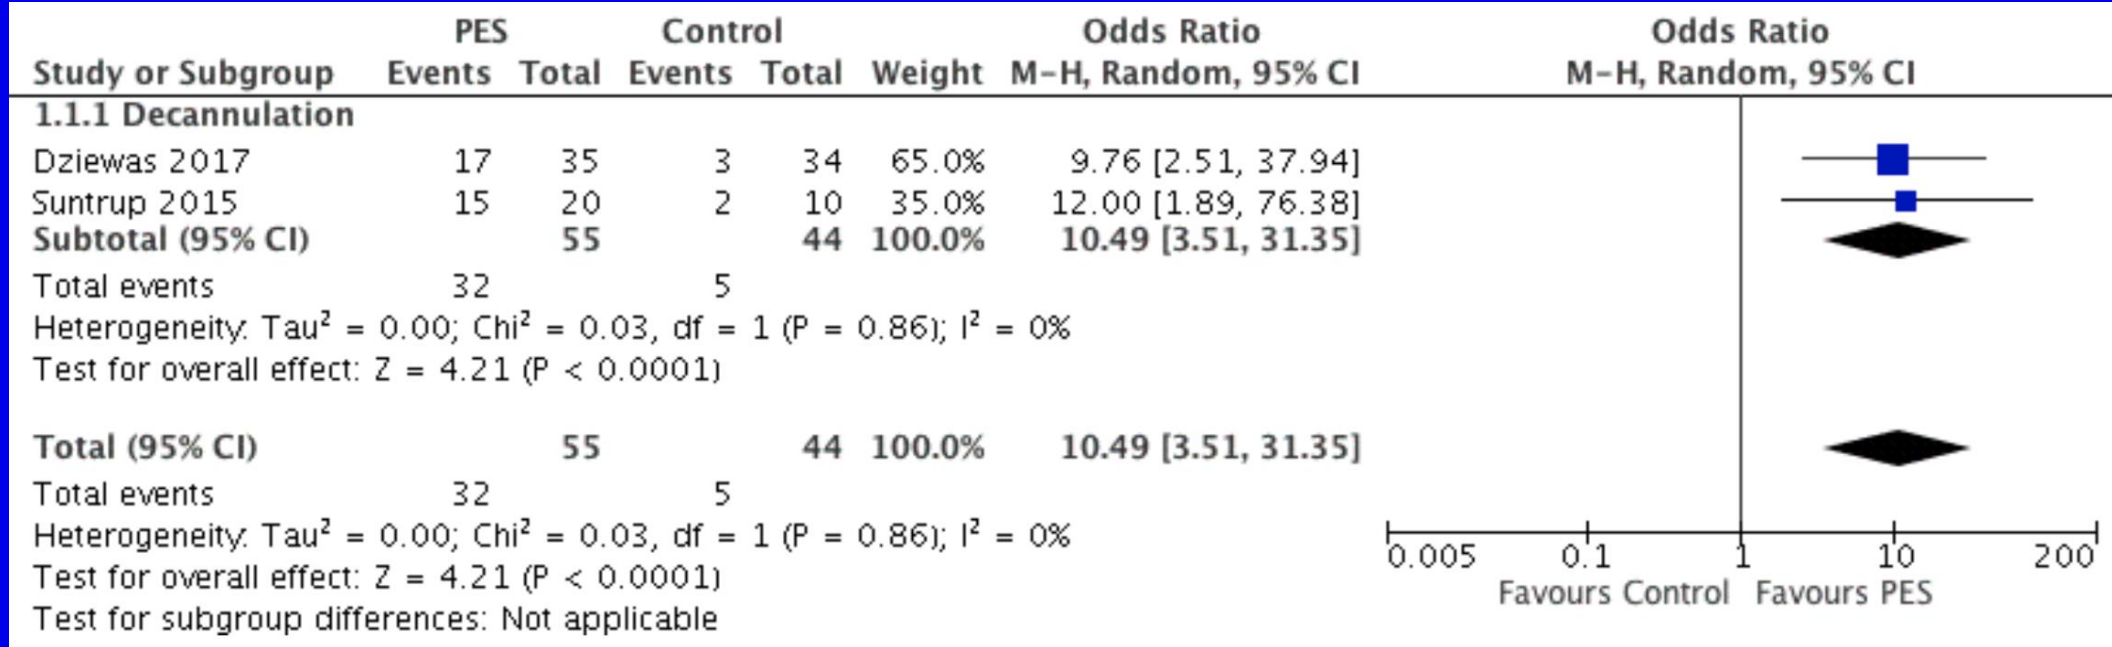 PES Control Odds Ratio Odds Ratio
Study or Subgroup Events Total Events Total Weight M-H, Random, 95% CI M-H, Random, 95% CI
1.1.1 Decannulation
Dziewas 2017 17 35 3 34 65.0% 9.76 [2.51, 37.94]
Suntrup 2015 15 20 2 10 35.0% 12.00 [1.89, 76.38]
Subtotal (95% CI) 55 44 100.0% 10.49 [3.51, 31.35]
Total events 32 5
Heterogeneity: Tau² = 0.00; Chi² = 0.03, df = 1 (P = 0.86); I² = 0%
Test for overall effect: Z = 4.21 (P < 0.0001)
Total (95% CI) 55 44 100.0% 10.49 [3.51, 31.35]
Total events 32 5
Heterogeneity: Tau² = 0.00; Chi² = 0.03, df = 1 (P = 0.86); I² = 0%
Test for overall effect: Z = 4.21 (P < 0.0001)
Test for subgroup differences: Not applicable
0.005 0.1 1 10 200
Favours Control Favours PES